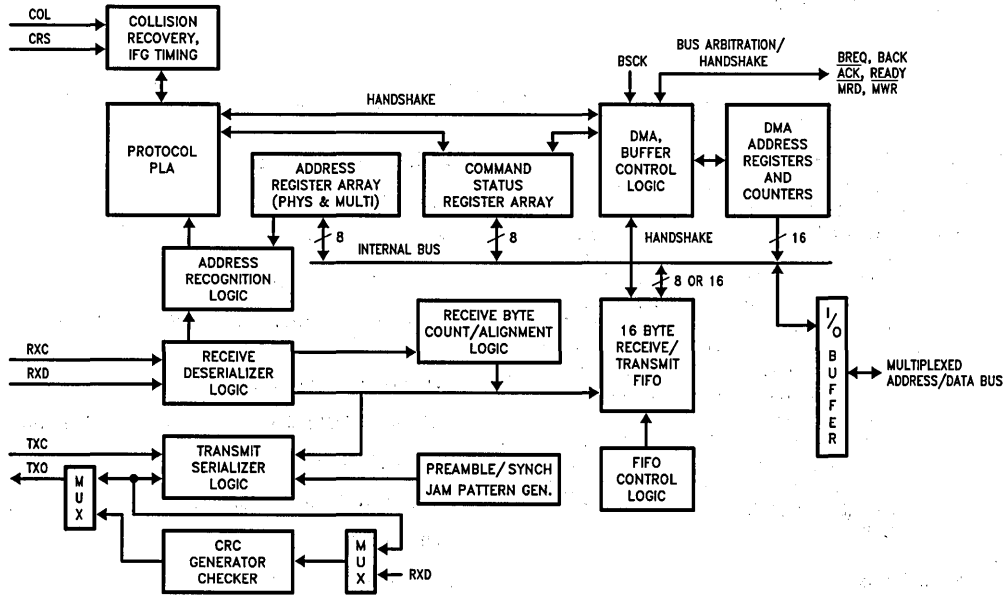 COL
CRS
COLLISION
RECOVERY,
IFG TIMING
BUS ARBITRATION/
HANDSHAKE
BSCK
BREQ, BACK
ACK, READY
MRD, MWR
HANDSHAKE
PROTOCOL
PLA
ADDRESS
REGISTER ARRAY
(PHYS & MULTI)
COMMAND
STATUS
REGISTER ARRAY
DMA,
BUFFER
CONTROL
LOGIC
DMA
ADDRESS
REGISTERS
AND
COUNTERS
8
8
HANDSHAKE
16
INTERNAL BUS
ADDRESS
RECOGNITION
LOGIC
8 OR 16
RECEIVE BYTE
COUNT/ALIGNMENT
LOGIC
16 BYTE
RECEIVE/
TRANSMIT
FIFO
I/O
BUFFER
MULTIPLEXED
ADDRESS/DATA BUS
RXC
RXD
RECEIVE
DESERIALIZER
LOGIC
TXC
TXO
TRANSMIT
SERIALIZER
LOGIC
PREAMBLE/SYNCH
JAM PATTERN GEN.
FIFO
CONTROL
LOGIC
MUX
CRC
GENERATOR
CHECKER
MUX
RXD